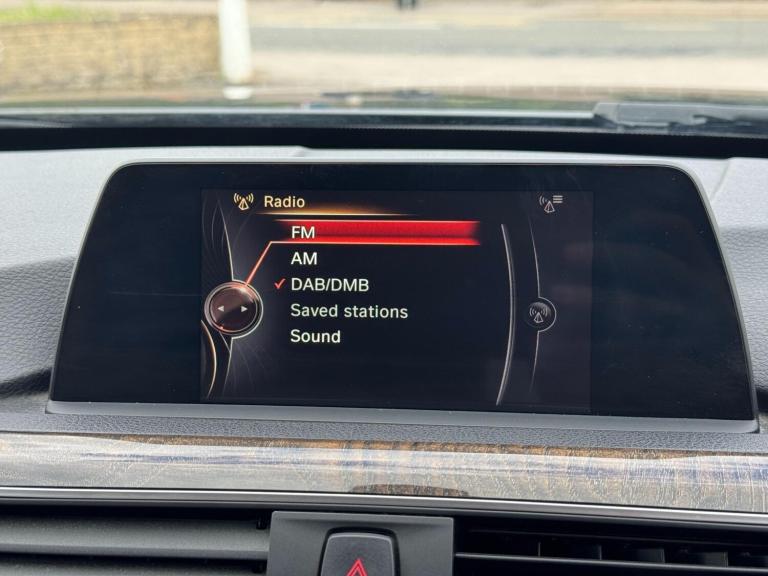 Radio
FM
AM
DAB/DMB
Saved stations
Sound